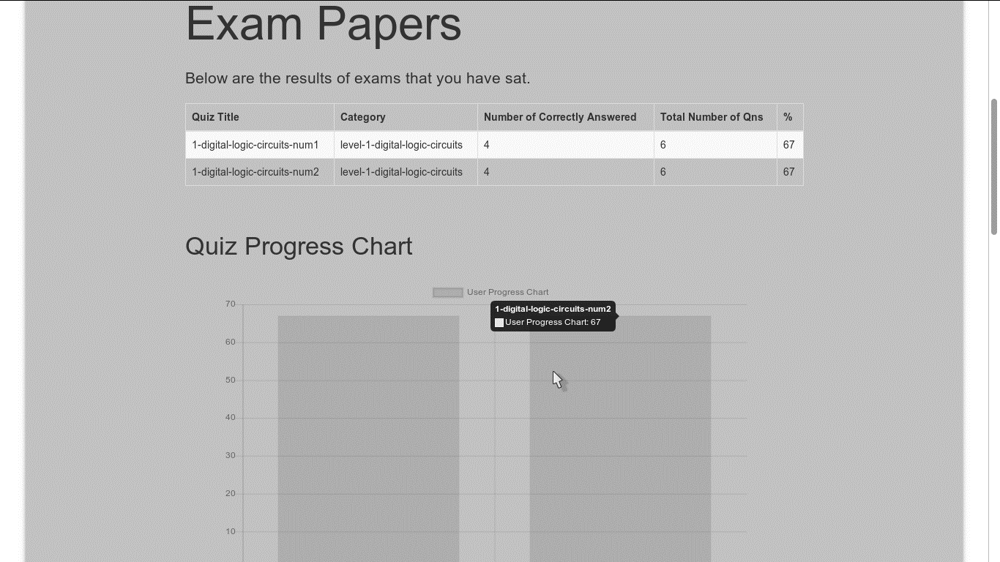 Exam Papers
Below are the results of exams that you have sat.
Quiz Title Category Number of Correctly Answered Total Number of Qns %
1-digital-logic-circuits-num1 level-1-digital-logic-circuits 4 6 67
1-digital-logic-circuits-num2 level-1-digital-logic-circuits 4 6 67
Quiz Progress Chart
User Progress Chart
70
1-digital-logic-circuits-num2
User Progress Chart: 67
60
50
40
30
20
10